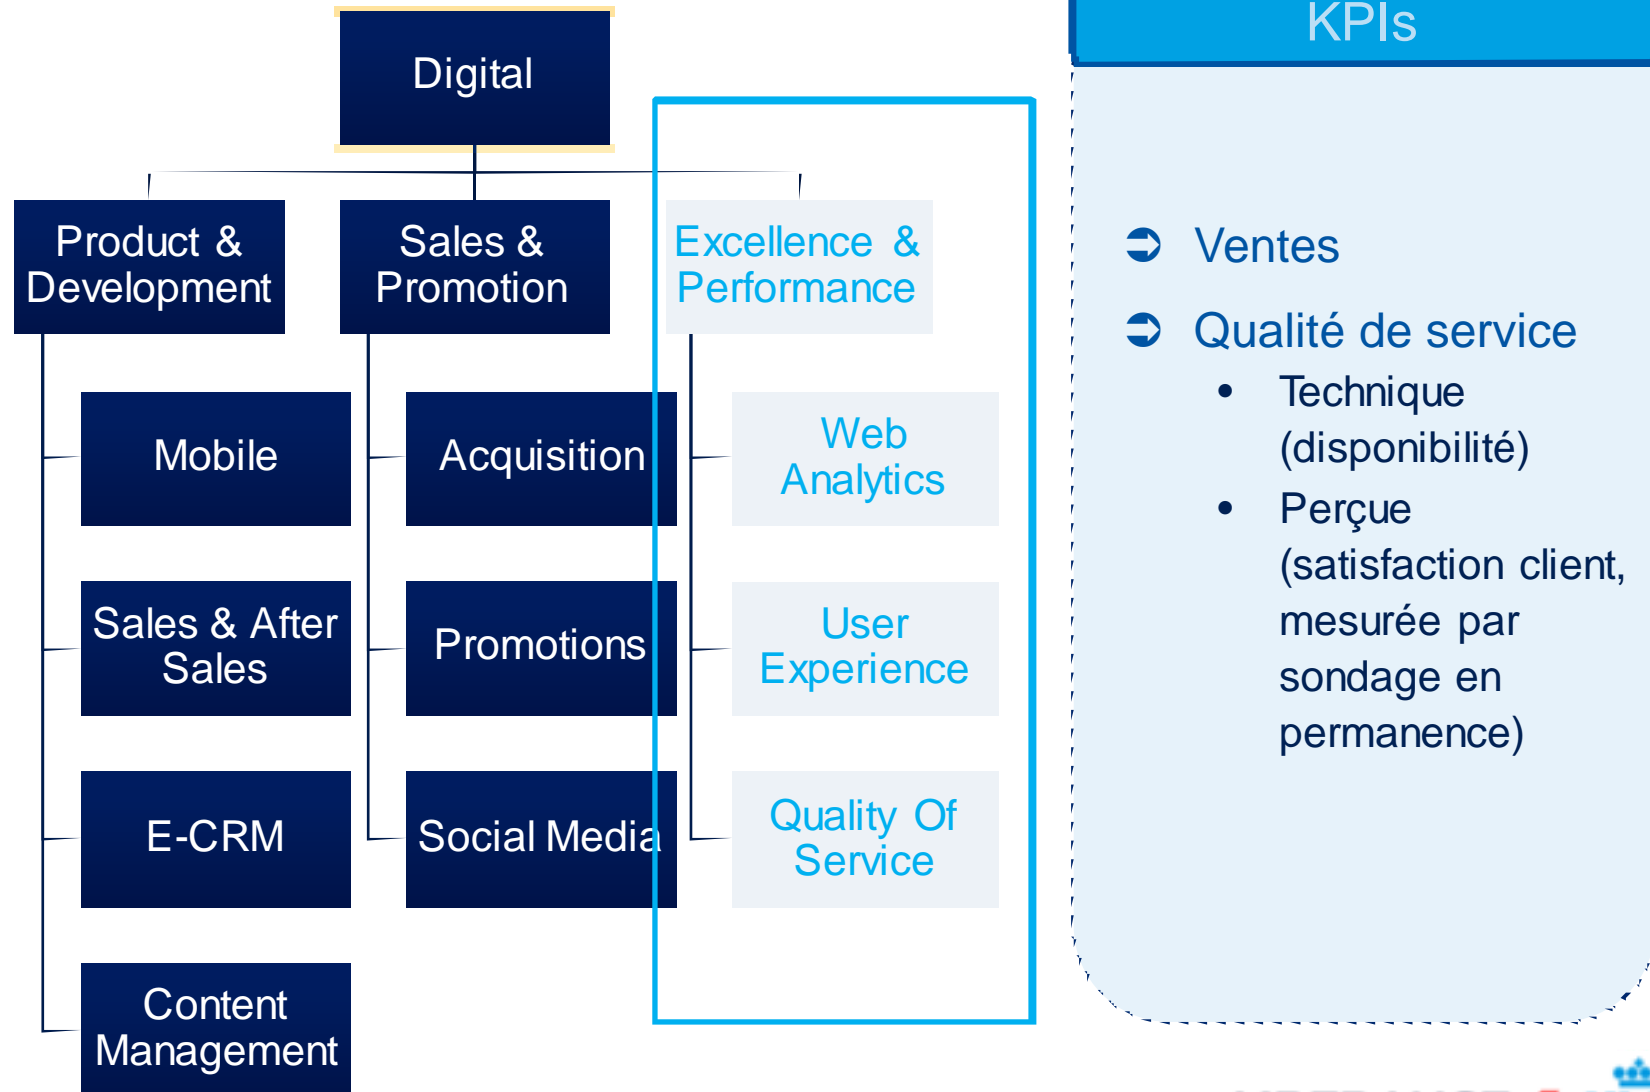 Digital
Product &
Development
Mobile
Sales & After
Sales
E-CRM
Content
Management
Sales &
Promotion
Acquisition
Promotions
Social Media
Excellence &
Performance
Web
Analytics
User
Experience
Quality Of
Service
KPIs
Ventes
Qualité de service
• Technique
(disponibilité)
• Perçue
(satisfaction client,
mesurée par
sondage en
permanence)